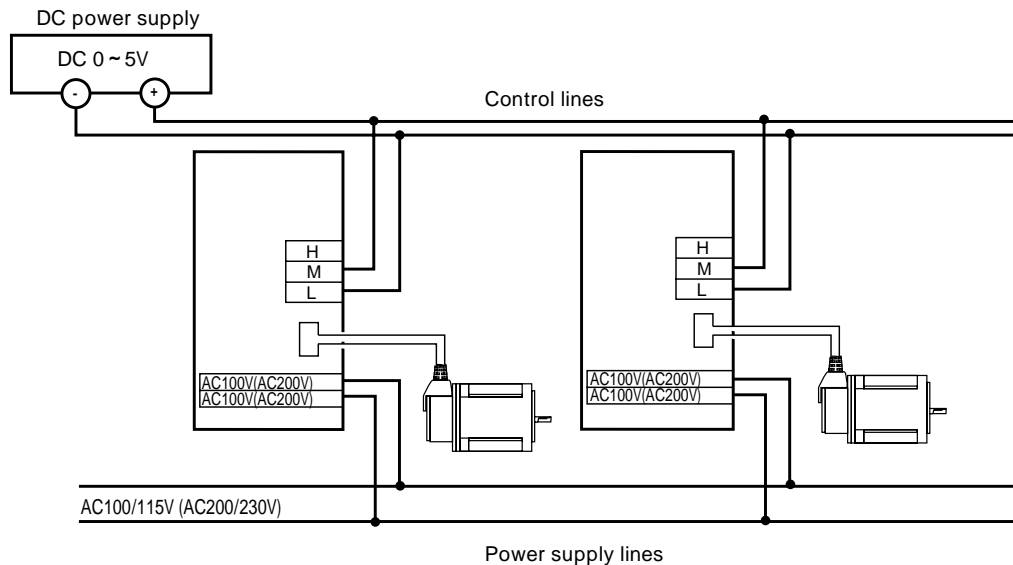 DC power supply
DC 0 ~ 5V
- +
Control lines
H
M
L
AC100V(AC200V)
AC100V(AC200V)
H
M
L
AC100V(AC200V)
AC100V(AC200V)
AC100/115V (AC200/230V)
Power supply lines